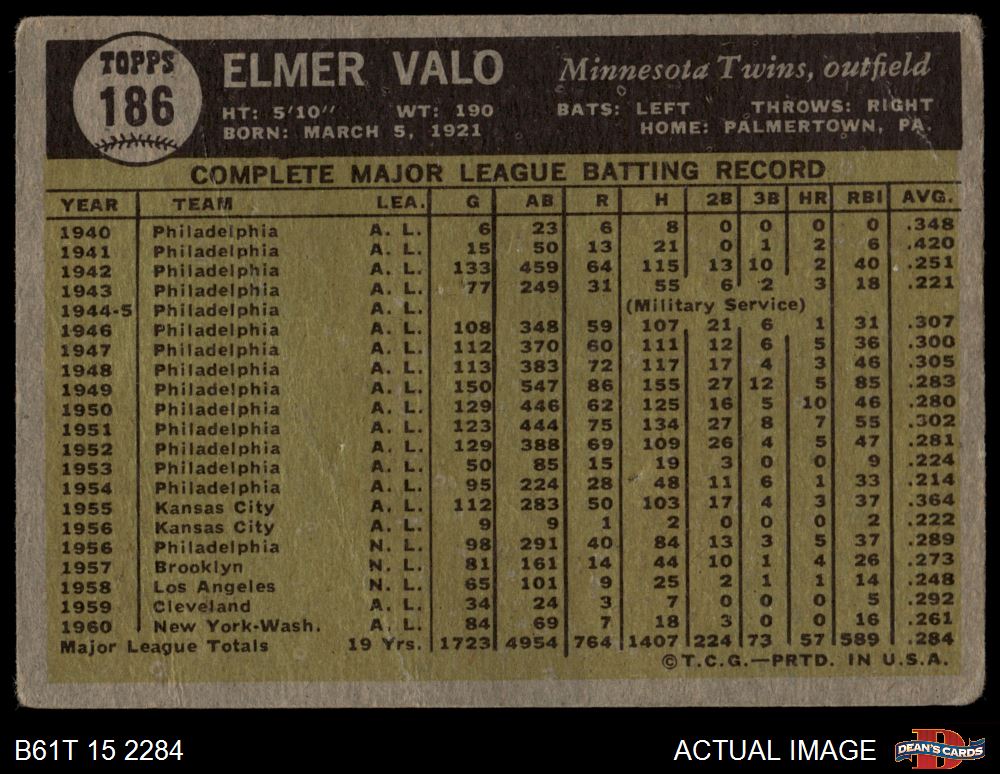 TOPPS
186
ELMER VALO
Minnesota Twins, outfield
HT: 5'10" WT: 190 BATS: LEFT THROWS: RIGHT
BORN: MARCH 5, 1921 HOME: PALMERTOWN, PA.
COMPLETE MAJOR LEAGUE BATTING RECORD
YEAR TEAM LEA. G AB R H 2B 3B HR RBI AVG.
1940 Philadelphia A. L. 6 23 6 8 0 0 0 0 .348
1941 Philadelphia A. L. 15 50 13 21 0 1 2 6 .420
1942 Philadelphia A. L. 133 459 64 115 13 10 2 40 .251
1943 Philadelphia A. L. 77 249 31 55 6 2 3 18 .221
1944-5 Philadelphia A. L. (Military Service)
1946 Philadelphia A. L. 108 348 59 107 21 6 1 31 .307
1947 Philadelphia A. L. 112 370 60 111 12 6 5 36 .300
1948 Philadelphia A. L. 113 383 72 117 17 4 3 46 .305
1949 Philadelphia A. L. 150 547 86 155 27 12 5 85 .283
1950 Philadelphia A. L. 129 446 62 125 16 5 10 46 .280
1951 Philadelphia A. L. 123 444 75 134 27 8 7 55 .302
1952 Philadelphia A. L. 129 388 69 109 26 4 5 47 .281
1953 Philadelphia A. L. 50 85 15 19 3 0 0 9 .224
1954 Philadelphia A. L. 95 224 28 48 11 6 1 33 .214
1955 Kansas City A. L. 112 283 50 103 17 4 3 37 .364
1956 Kansas City A. L. 9 9 1 2 0 0 0 2 .222
1956 Philadelphia N. L. 98 291 40 84 13 3 5 37 .289
1957 Brooklyn N. L. 81 161 14 44 10 1 4 26 .273
1958 Los Angeles N. L. 65 101 9 25 2 1 1 14 .248
1959 Cleveland A. L. 34 24 3 7 0 0 0 5 .292
1960 New York-Wash. A. L. 84 69 7 18 3 0 0 16 .261
Major League Totals 19 Yrs. 1723 4954 764 1407 224 73 57 589 .284
©T.C.G.—PRTD. IN U.S.A.
B61T 15 2284 ACTUAL IMAGE DEAN'S CARDS